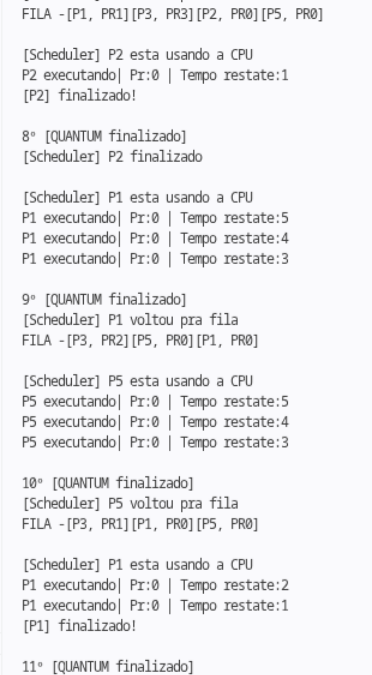 FILA -[P1, PR1][P3, PR3][P2, PR0][P5, PR0]
[Scheduler] P2 esta usando a CPU
P2 executando| Pr:0 | Tempo restate:1
[P2] finalizado!
8° [QUANTUM finalizado]
[Scheduler] P2 finalizado
[Scheduler] P1 esta usando a CPU
P1 executando| Pr:0 | Tempo restate:5
P1 executando| Pr:0 | Tempo restate:4
P1 executando| Pr:0 | Tempo restate:3
9° [QUANTUM finalizado]
[Scheduler] P1 voltou pra fila
FILA -[P3, PR2][P5, PR0][P1, PR0]
[Scheduler] P5 esta usando a CPU
P5 executando| Pr:0 | Tempo restate:5
P5 executando| Pr:0 | Tempo restate:4
P5 executando| Pr:0 | Tempo restate:3
10° [QUANTUM finalizado]
[Scheduler] P5 voltou pra fila
FILA -[P3, PR1][P1, PR0][P5, PR0]
[Scheduler] P1 esta usando a CPU
P1 executando| Pr:0 | Tempo restate:2
P1 executando| Pr:0 | Tempo restate:1
[P1] finalizado!
11° [QUANTUM finalizado]